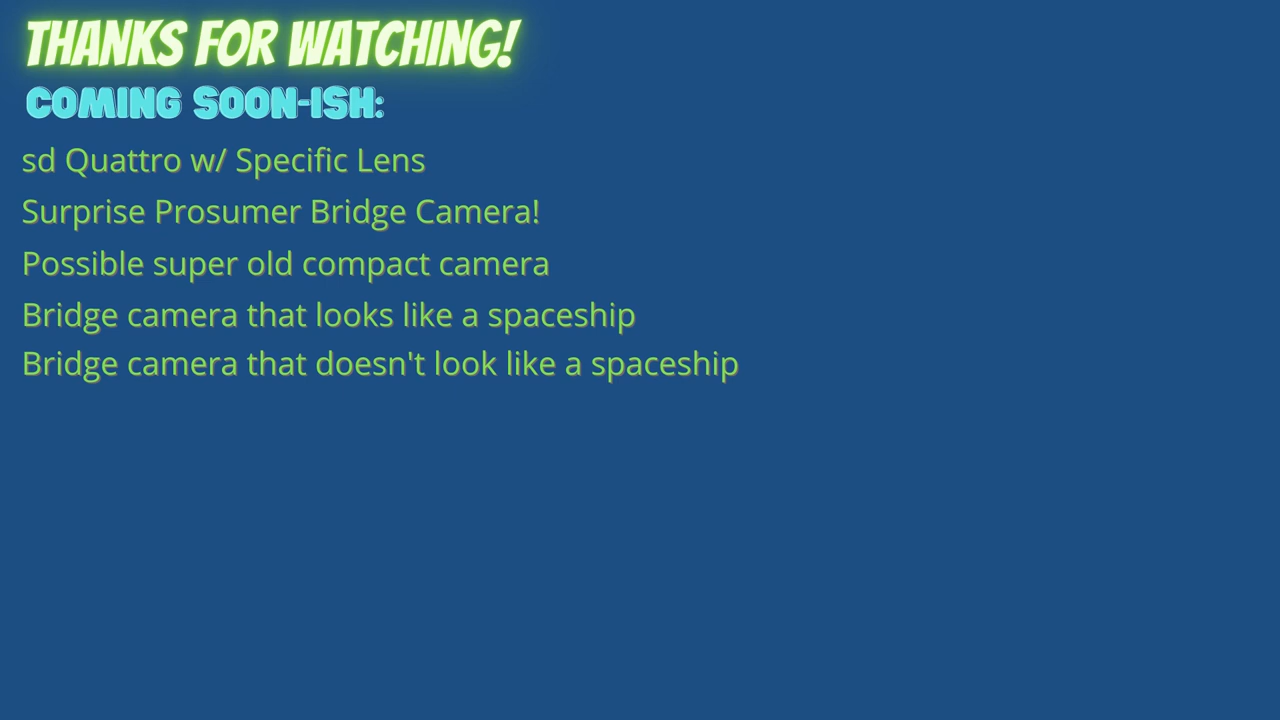 THANKS FOR WATCHING!
COMING SOON-ISH:
sd Quattro w/ Specific Lens
Surprise Prosumer Bridge Camera!
Possible super old compact camera
Bridge camera that looks like a spaceship
Bridge camera that doesn't look like a spaceship